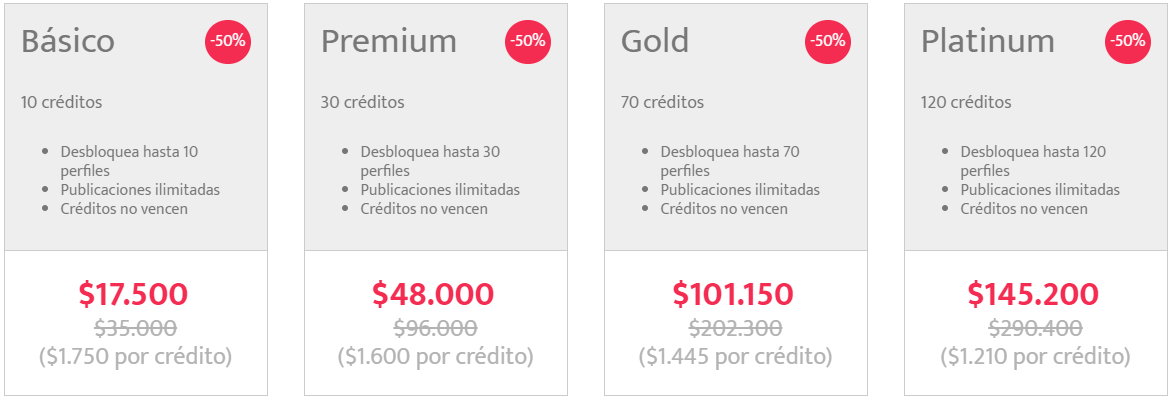 Básico
-50%
10 créditos
Desbloquea hasta 10
perfiles
Publicaciones ilimitadas
Créditos no vencen
$17.500
$35.000
($1.750 por crédito)
Premium
-50%
30 créditos
Desbloquea hasta 30
perfiles
Publicaciones ilimitadas
Créditos no vencen
$48.000
$96.000
($1.600 por crédito)
Gold
-50%
70 créditos
Desbloquea hasta 70
perfiles
Publicaciones ilimitadas
Créditos no vencen
$101.150
$202.300
($1.445 por crédito)
Platinum
-50%
120 créditos
Desbloquea hasta 120
perfiles
Publicaciones ilimitadas
Créditos no vencen
$145.200
$290.400
($1.210 por crédito)